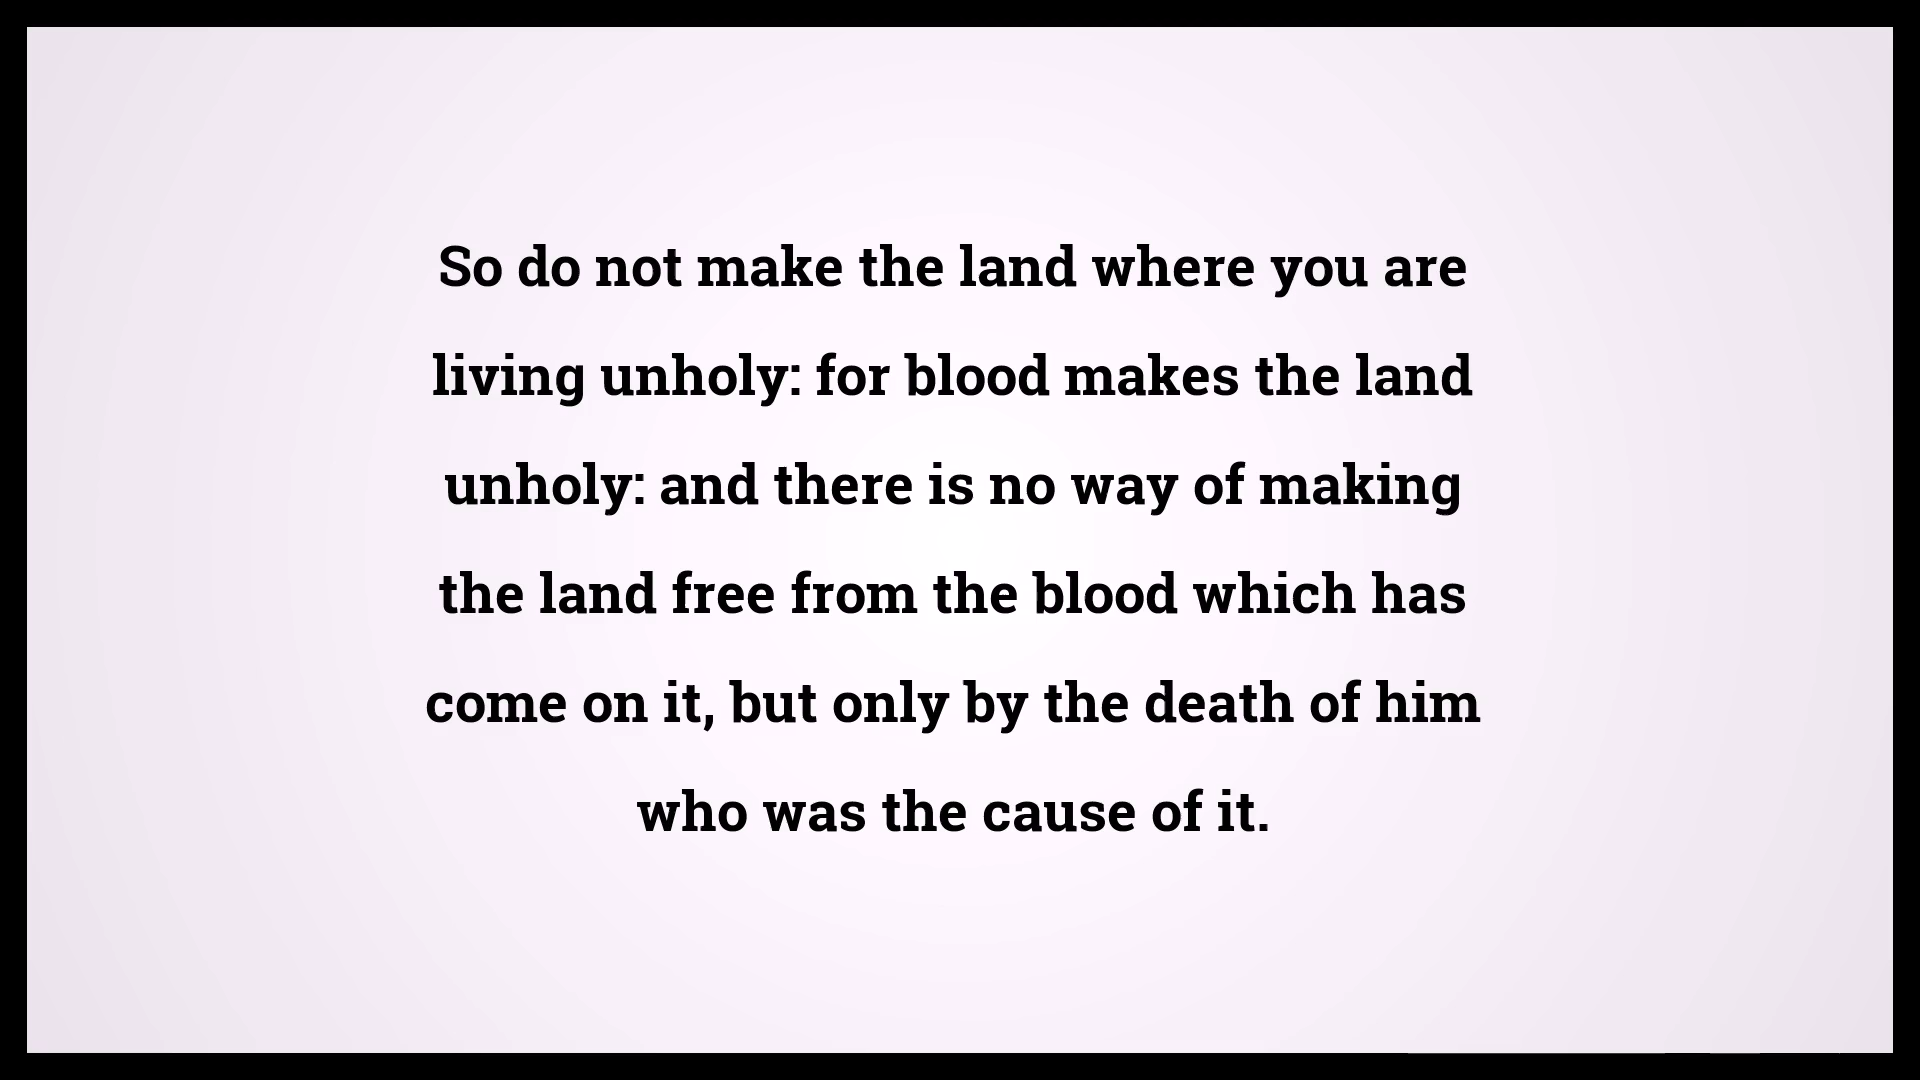 So do not make the land where you are
living unholy: for blood makes the land
unholy: and there is no way of making
the land free from the blood which has
come on it, but only by the death of him
who was the cause of it.